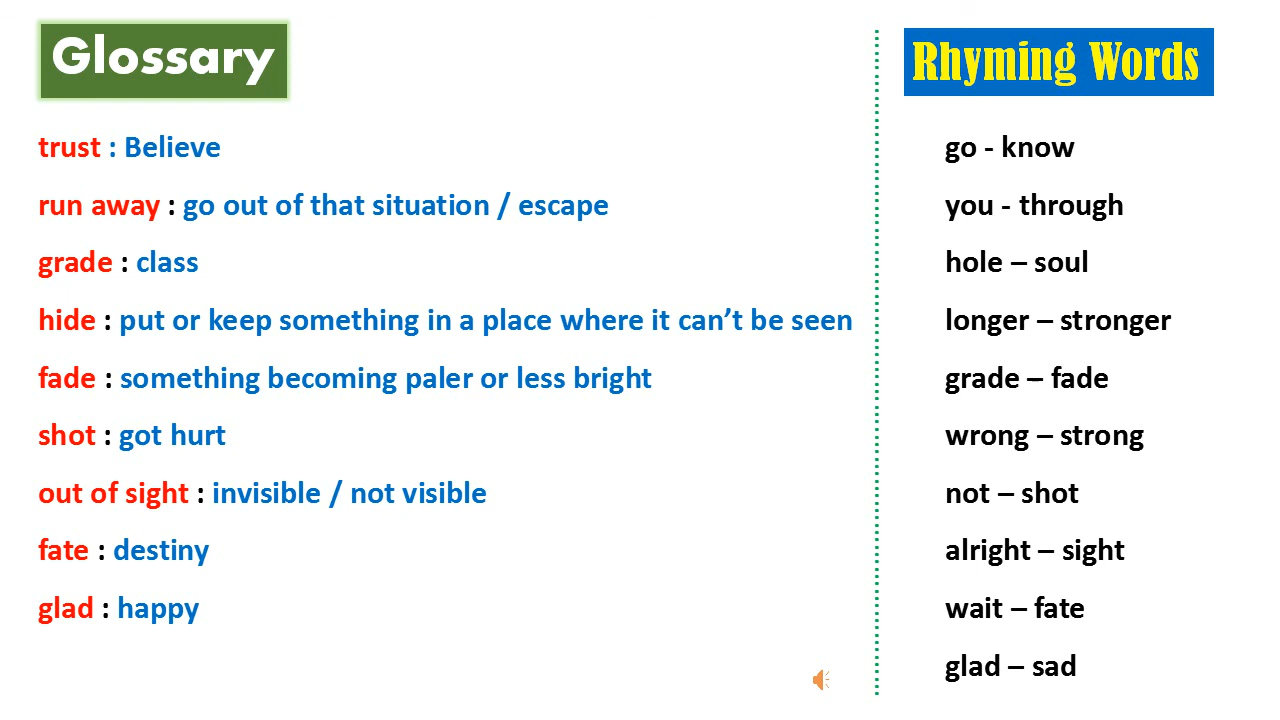 Glossary
trust : Believe
run away : go out of that situation / escape
grade : class
hide : put or keep something in a place where it can’t be seen
fade : something becoming paler or less bright
shot : got hurt
out of sight : invisible / not visible
fate : destiny
glad : happy
Rhyming Words
go - know
you - through
hole – soul
longer – stronger
grade – fade
wrong – strong
not – shot
alright – sight
wait – fate
glad – sad